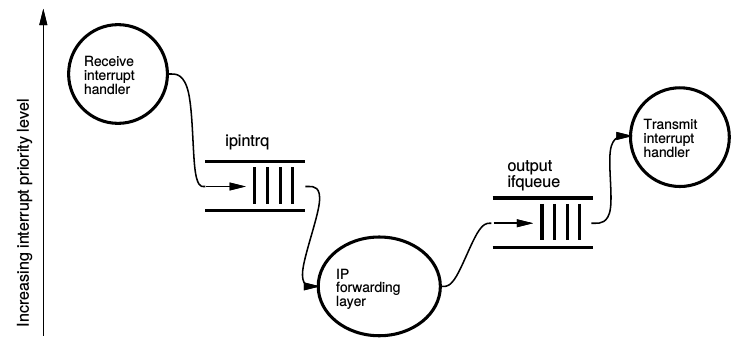 Increasing interrupt priority level
Receive
interrupt
handler
ipintrq
IP
forwarding
layer
output
ifqueue
Transmit
interrupt
handler